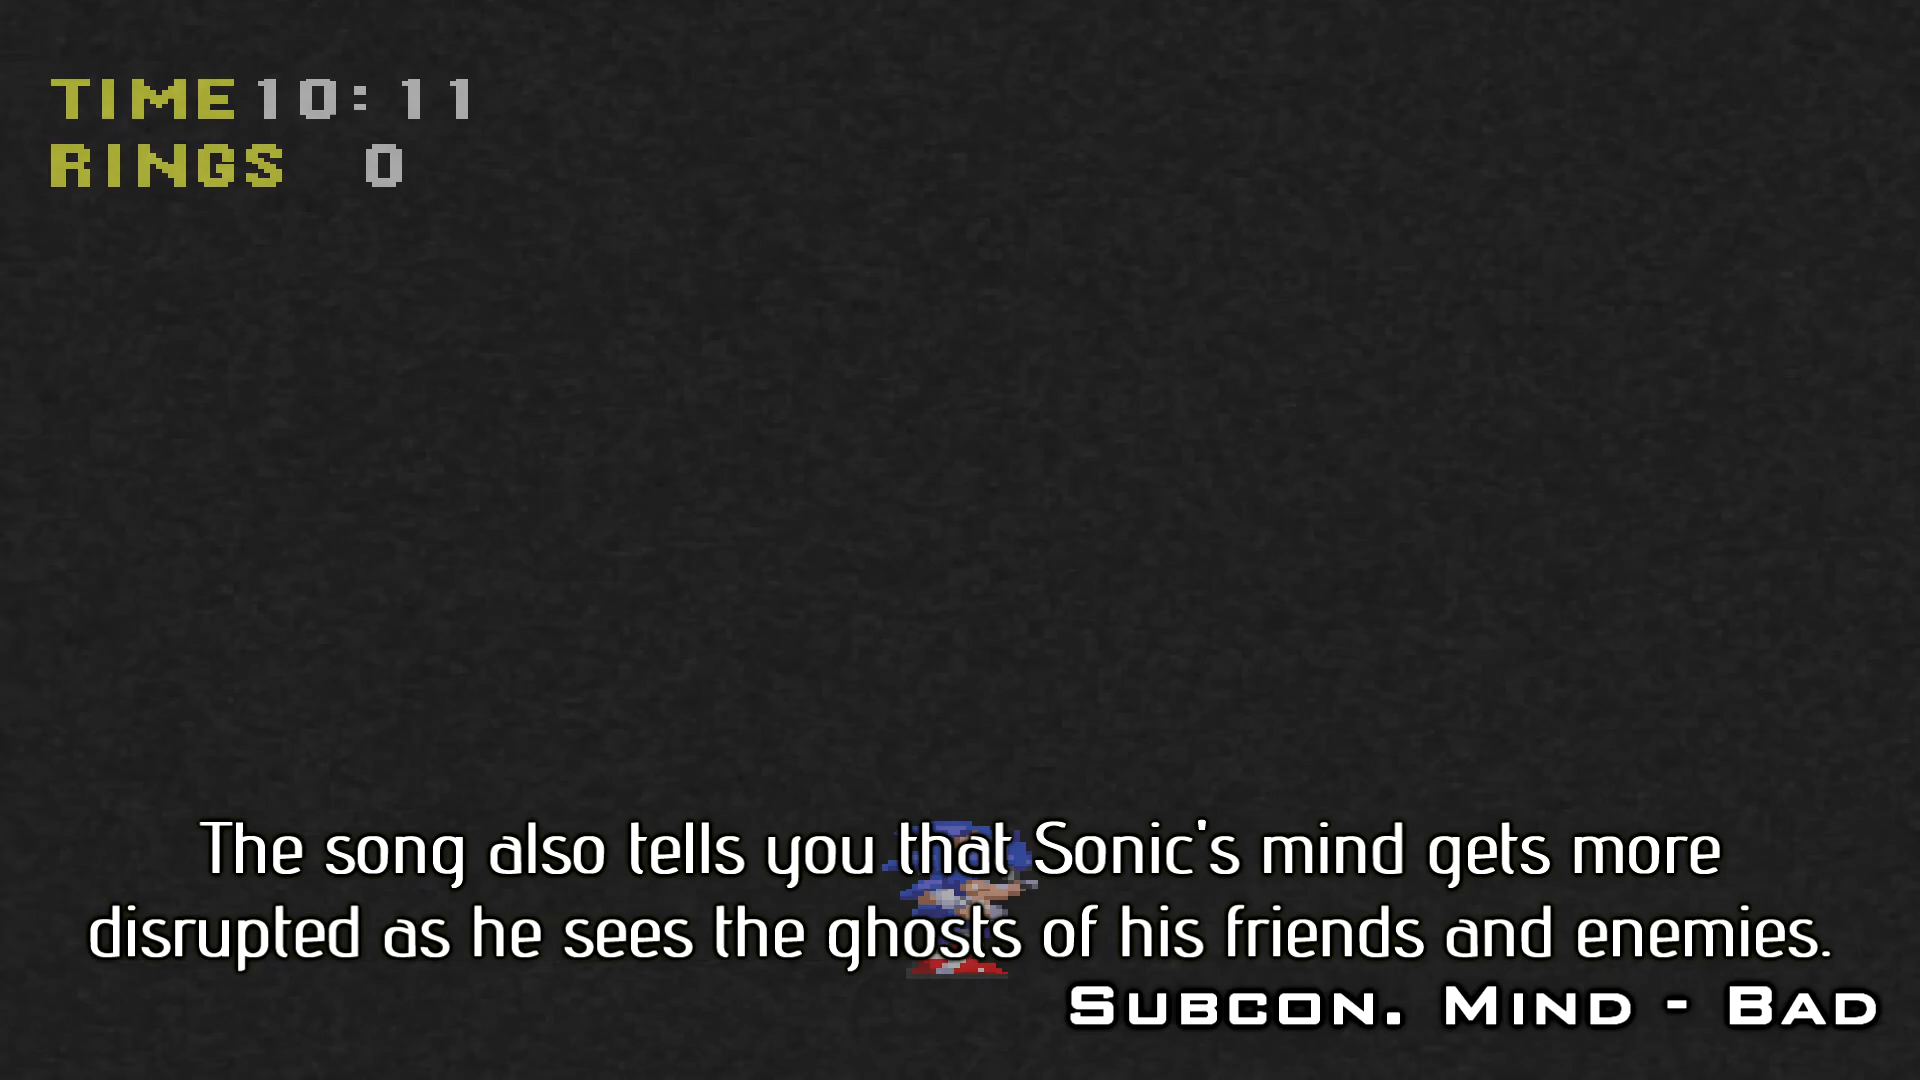 TIME 10:11
RINGS 0
The song also tells you that Sonic's mind gets more
disrupted as he sees the ghosts of his friends and enemies.
Subcon. Mind - Bad